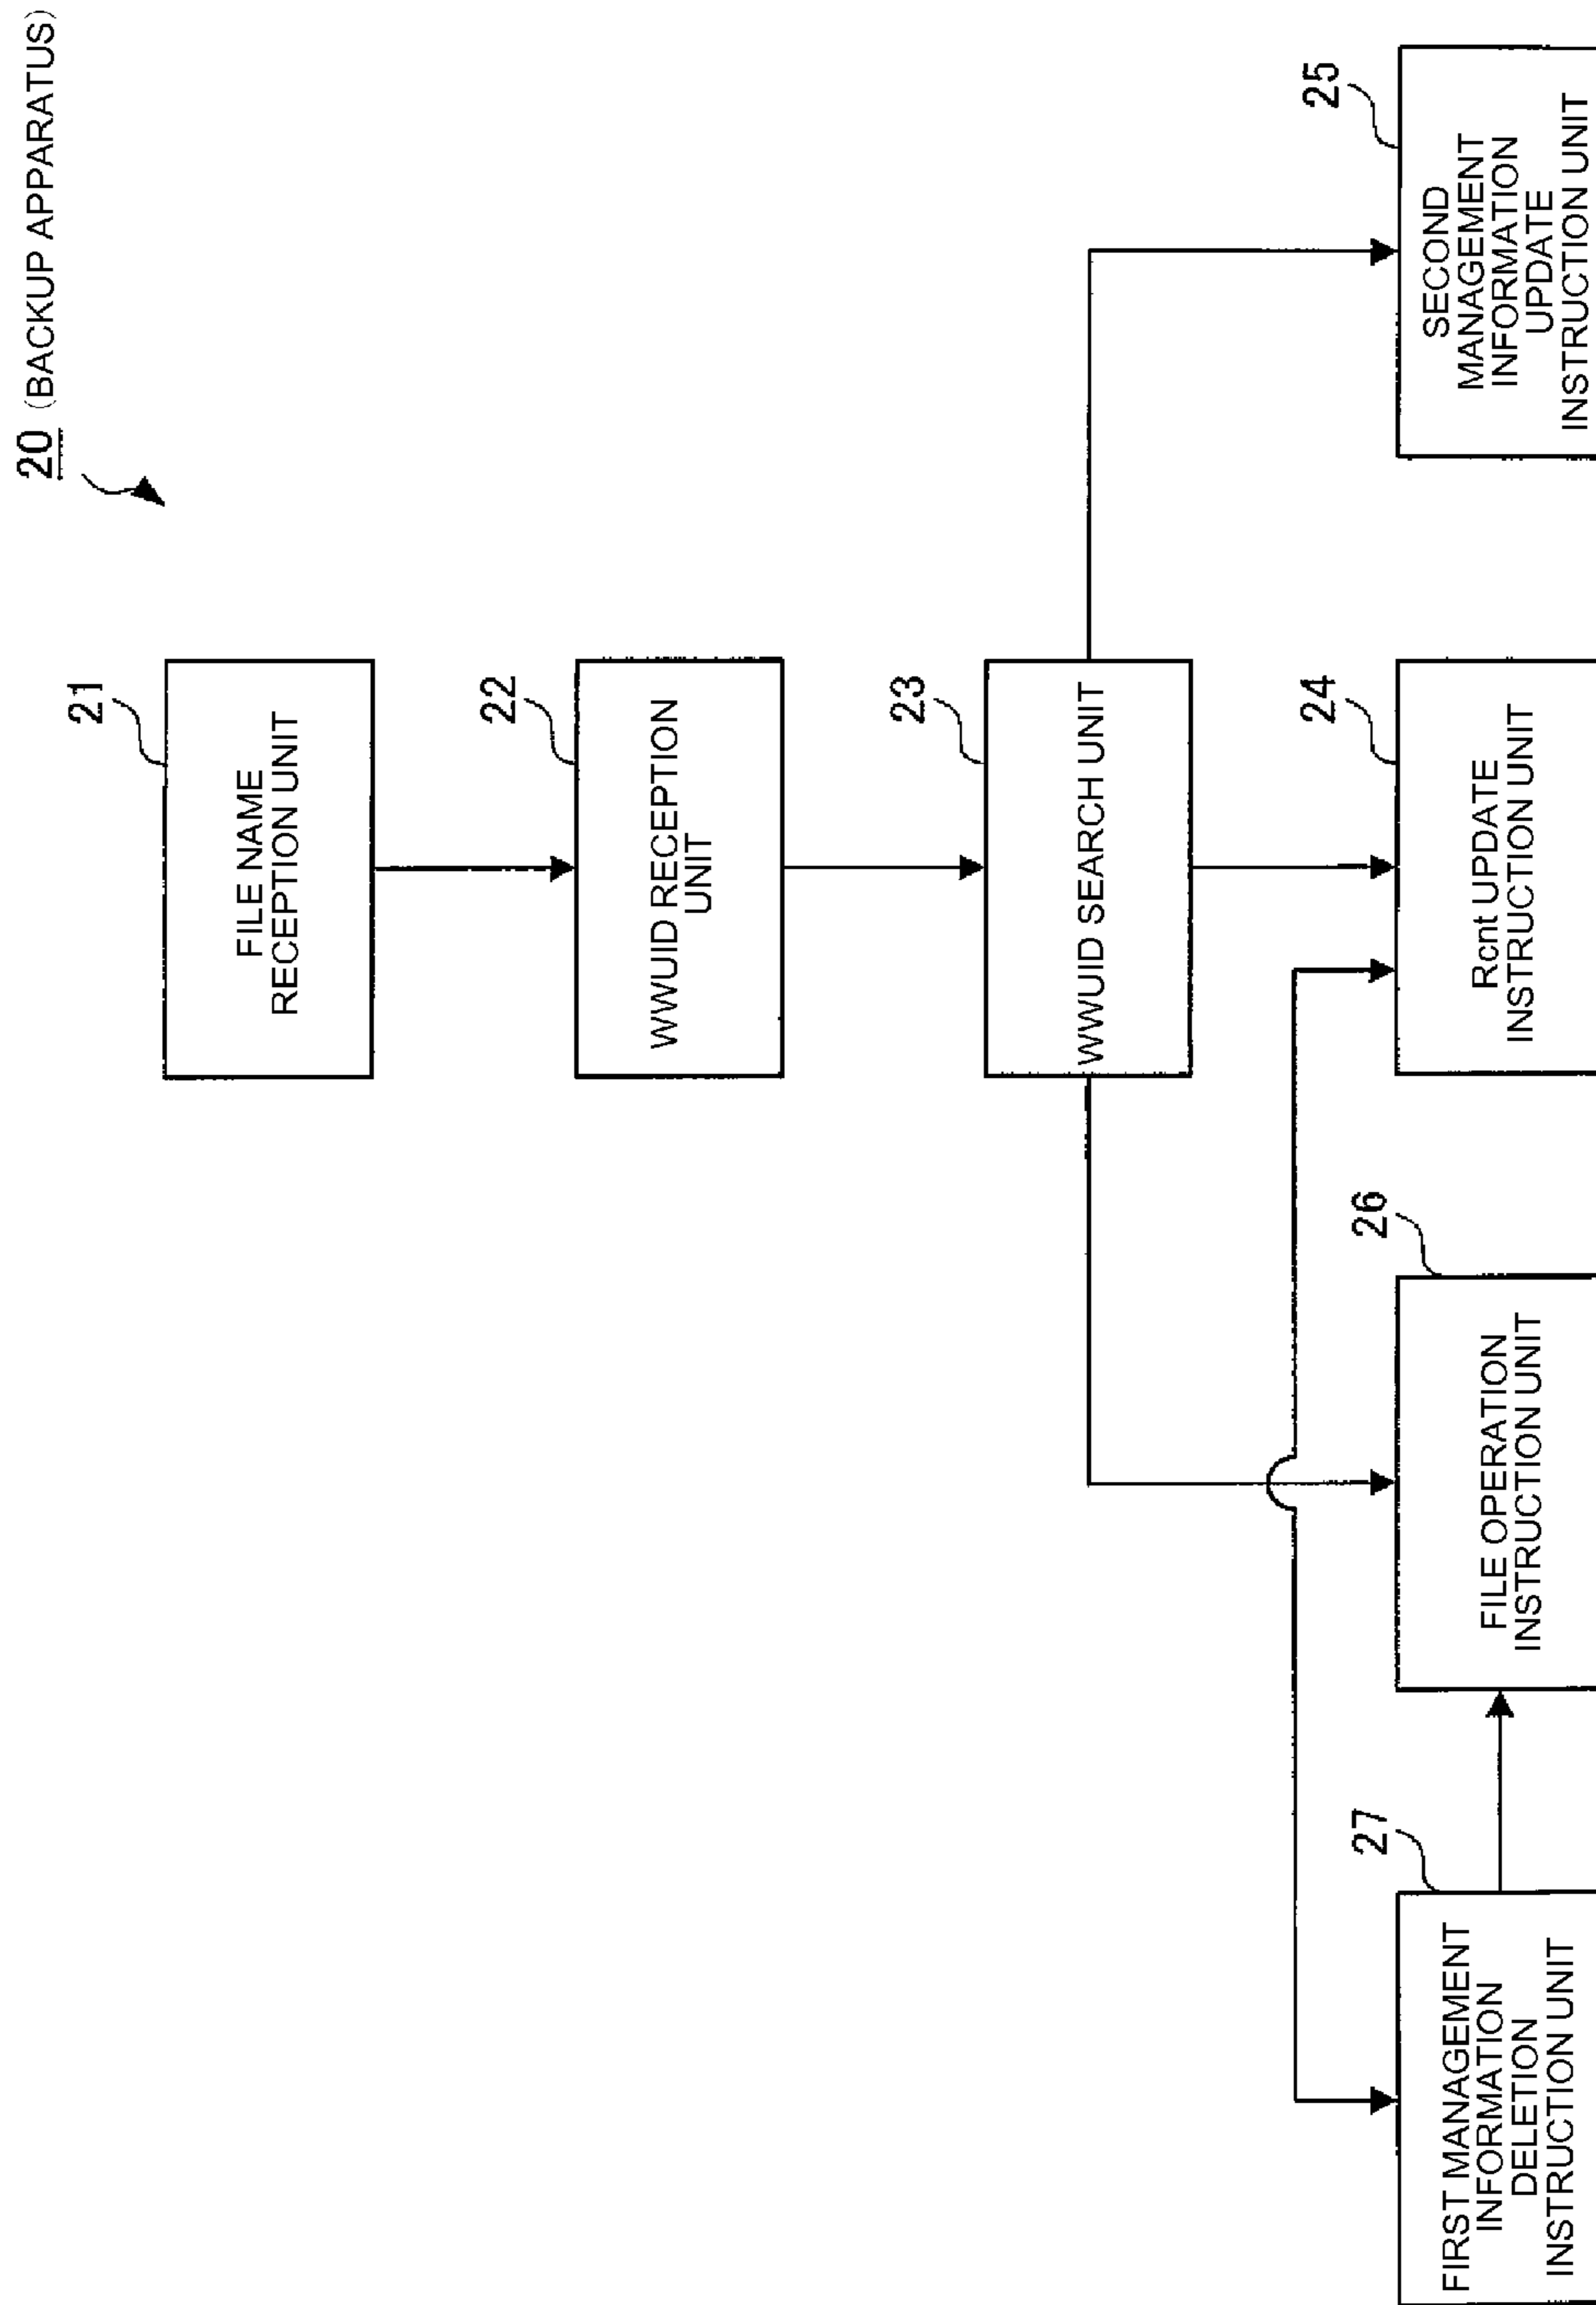 20 (BACKUP APPARATUS)
21
FILE NAME
RECEPTION UNIT
22
WWUID RECEPTION
UNIT
23
WWUID SEARCH UNIT
27
FIRST MANAGEMENT
INFORMATION
DELETION
INSTRUCTION UNIT
26
FILE OPERATION
INSTRUCTION UNIT
24
Rcnt UPDATE
INSTRUCTION UNIT
25
SECOND
MANAGEMENT
INFORMATION
UPDATE
INSTRUCTION UNIT